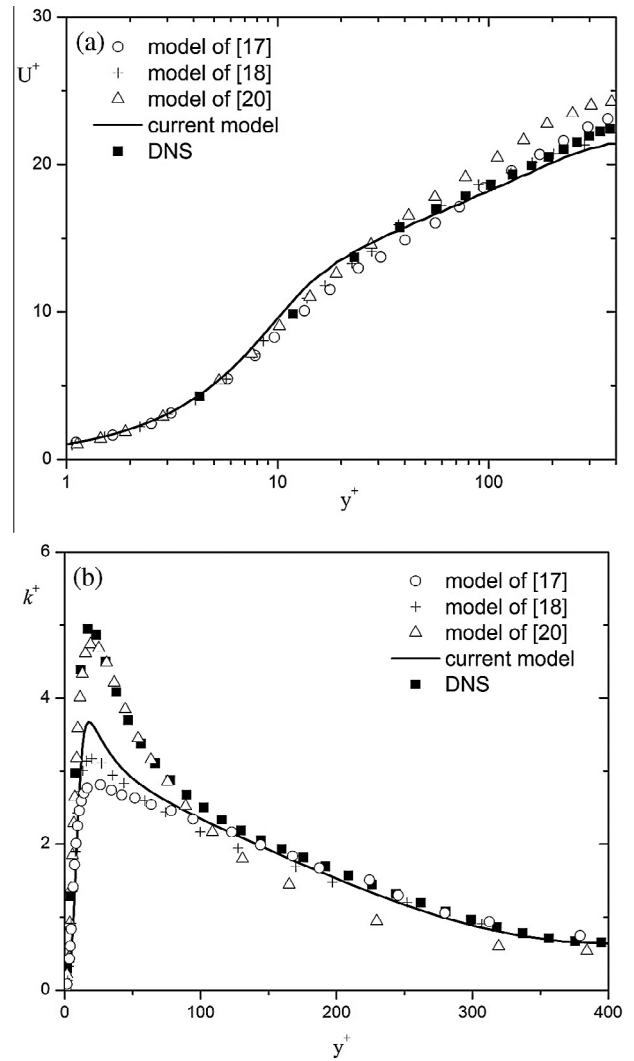 (a)
U+
model of [17]
model of [18]
model of [20]
current model
DNS
30
20
10
0
1
10
100
y+
(b)
k+
model of [17]
model of [18]
model of [20]
current model
DNS
6
4
2
0
0
100
200
300
400
y+